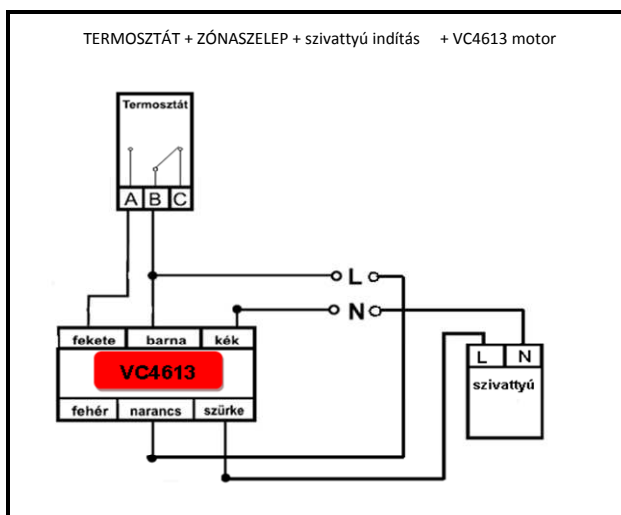 TERMOSZTÁT + ZÓNASZELEP + szivattyú indítás + VC4613 motor
Termosztát
A B C
L
N
fekete barna kék
VC4613
fehér narancs szürke
L N
szivattyú